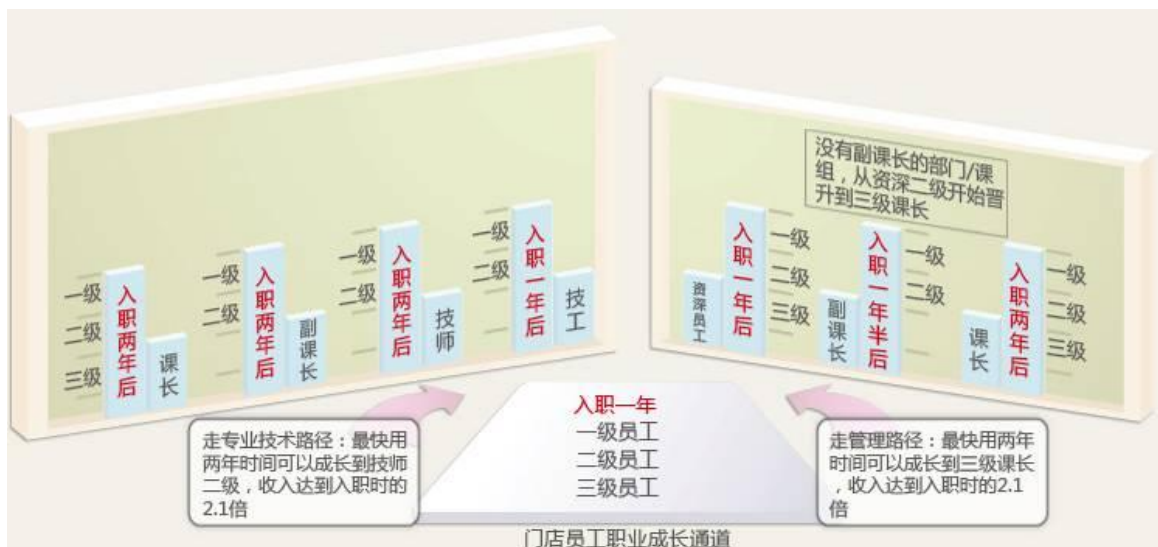 一级
二级
三级
入职两年后
课长
一级
二级
入职两年后
副课长
一级
二级
入职两年后
技师
一级
二级
入职一年后
技工
没有副课长的部门/课
组，从资深二级开始晋
升到三级课长
资深员工
入职一年后
一级
二级
三级
副课长
入职一年半后
一级
二级
课长
入职两年后
一级
二级
三级
走专业技术路径：最快用
两年时间可以成长到技师
二级，收入达到入职时的
2.1倍
入职一年
一级员工
二级员工
三级员工
走管理路径：最快用两年
时间可以成长到三级课长
，收入达到入职时的2.1
倍
门店员工职业成长通道